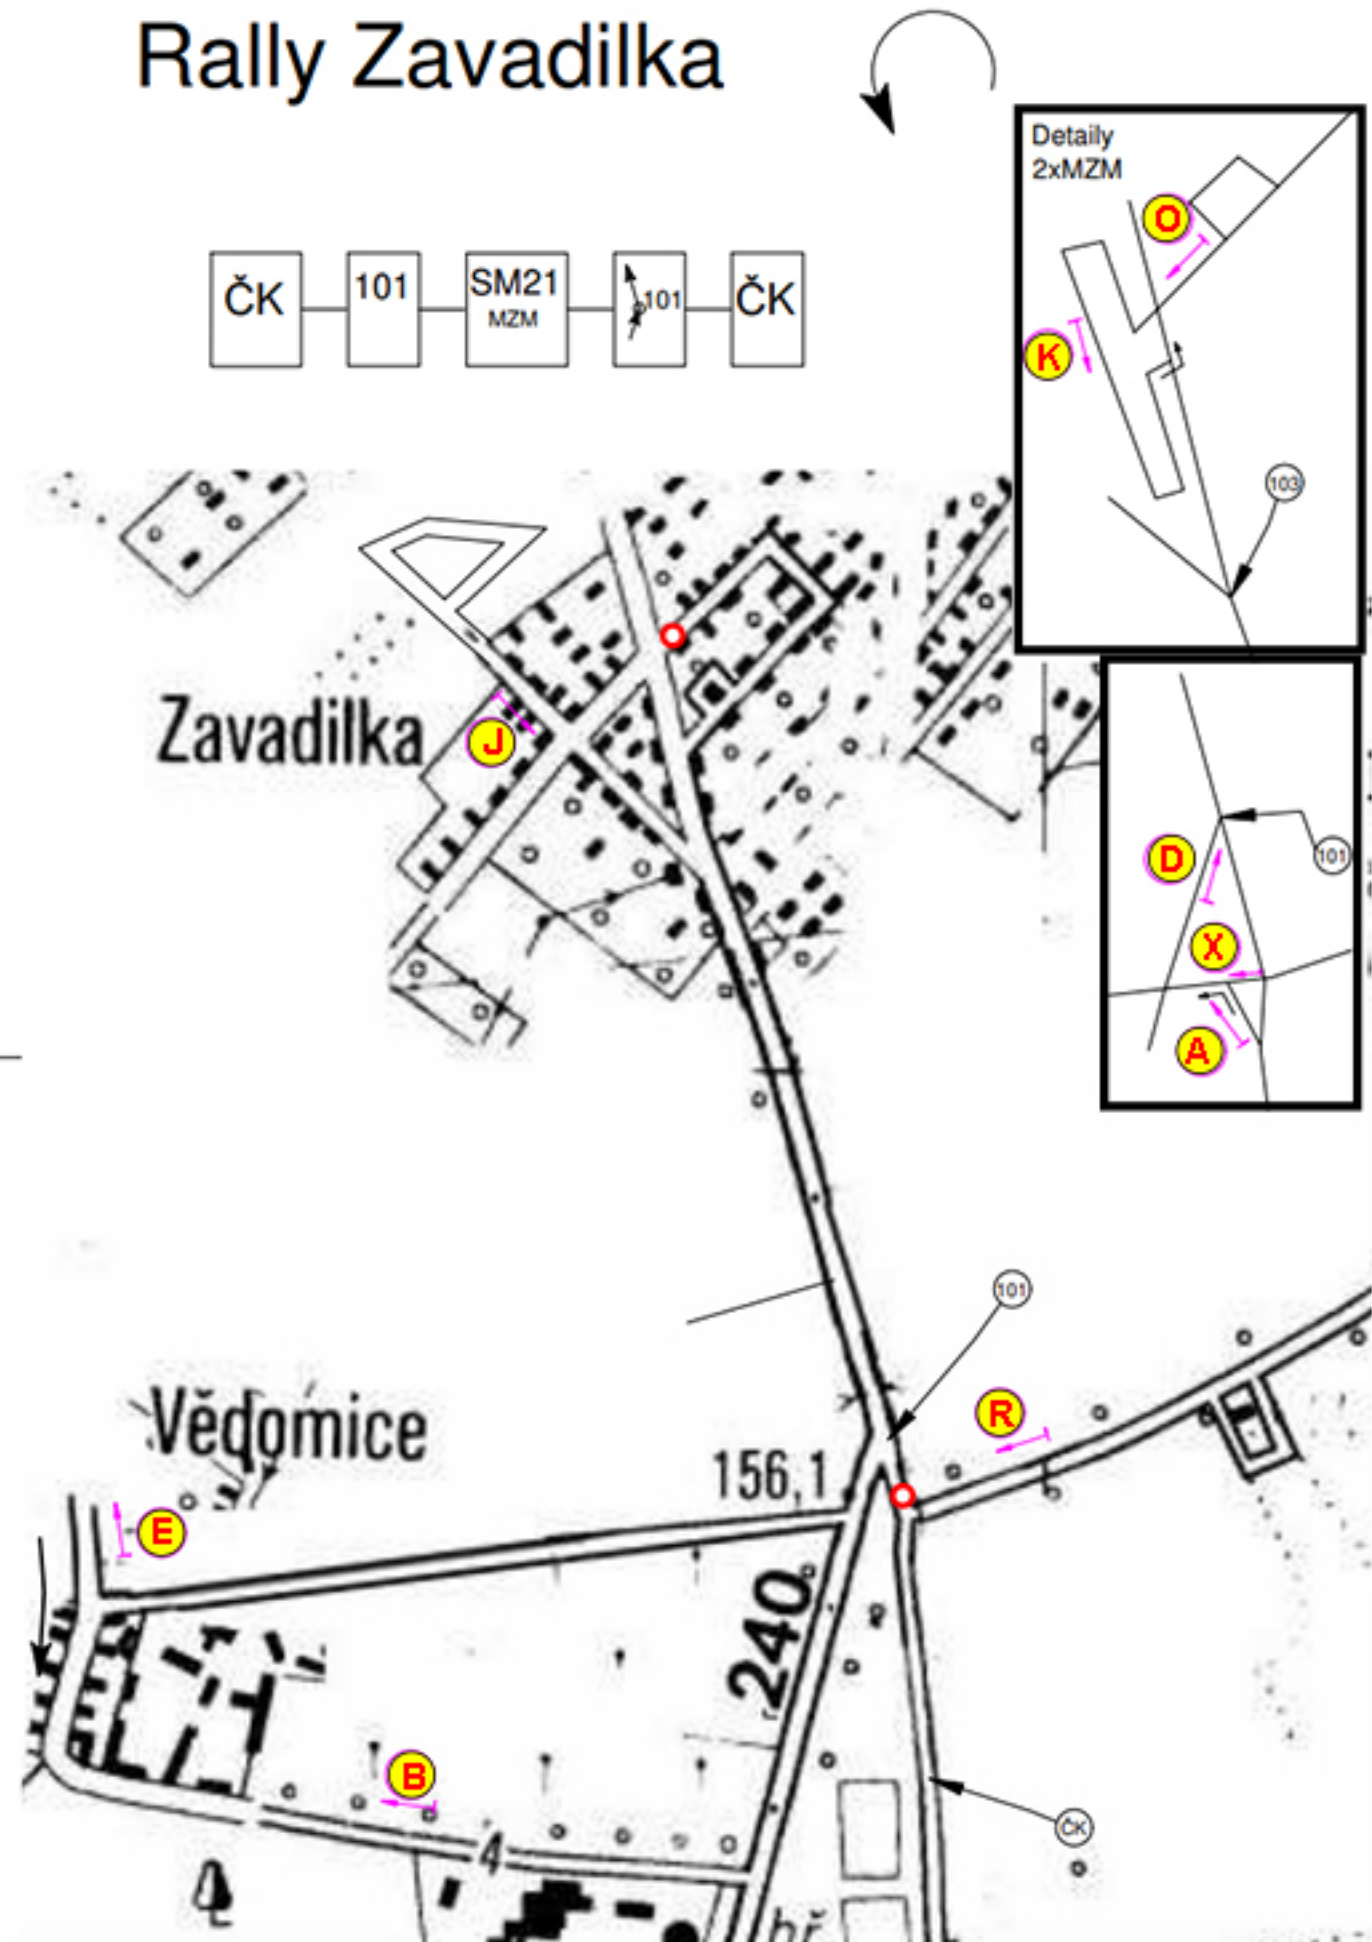 Rally Zavadilka
ČK
101
SM21
MZM
101
ČK
Detaily
2xMZM
O
K
103
Zavadilka
J
D
101
X
A
101
R
Vědomice
156,1
E
240
B
4
ČK
hř.